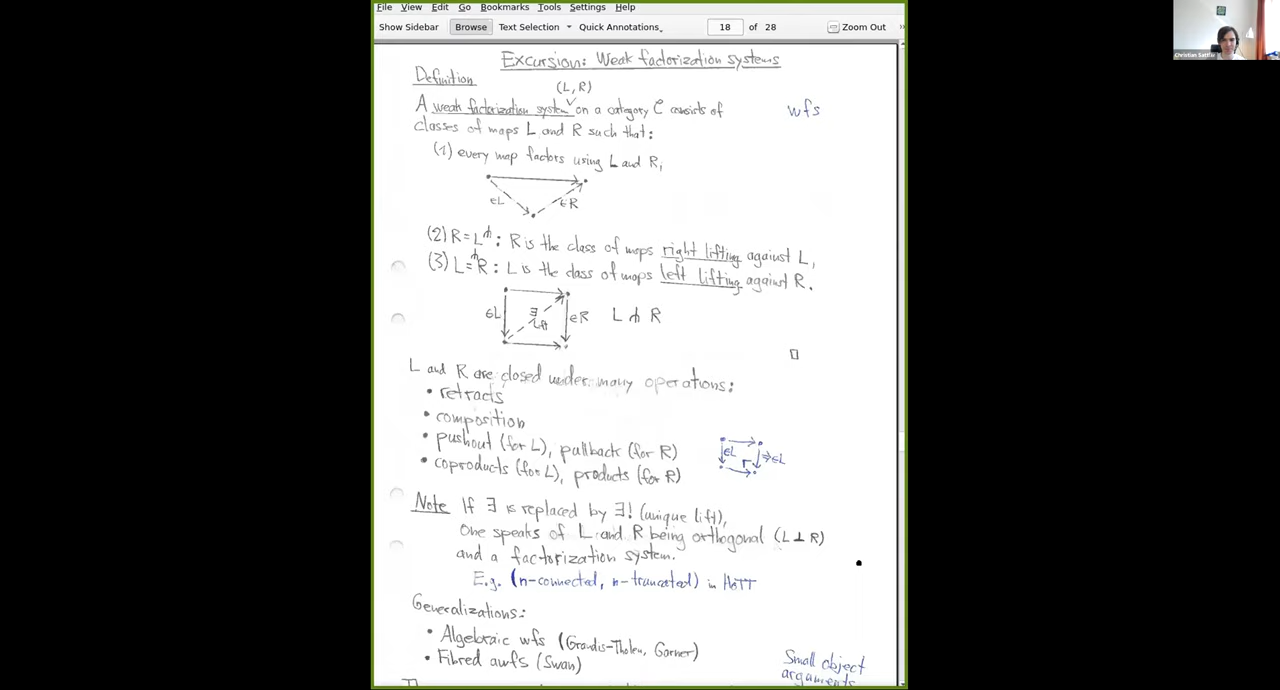 File Edit View Go Bookmarks Tools Settings Help
Show Sidebar Browse Text Selection Quick Annotations 18 of 28 Zoom Out »
Christian Sattler
Excursion: Weak factorization systems
Definition
(L, R)
A weak factorization system ∨ on a category C consists of
wfs
classes of maps L and R such that:
(1) every map factors using L and R;
∈L ∈R
(2) R = L^⋔ : R is the class of maps right lifting against L,
(3) L = ^⋔R : L is the class of maps left lifting against R.
∈L ∃ lift ∈R L ⋔ R
L and R are closed under many operations:
• retracts
• composition
• pushout (for L), pullback (for R)
• coproducts (for L), products (for R)
∈L ⇒∈L
Note If ∃ is replaced by ∃! (unique lift),
One speaks of L and R being orthogonal (L ⊥ R)
and a factorization system.
E.g. (n-connected, n-truncated) in HoTT
Generalizations:
• Algebraic wfs (Grandis-Tholen, Garner)
• Fibred awfs (Swan)
Small object
arguments